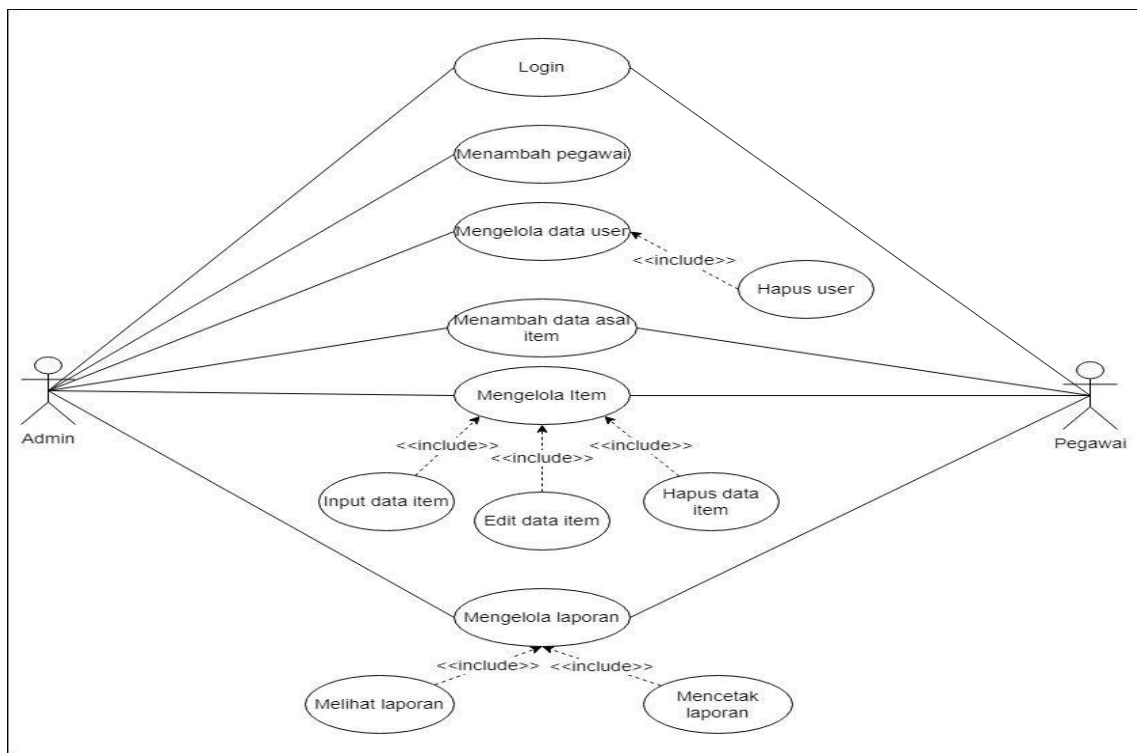 Login
Menambah pegawai
Mengelola data user
<<include>>
Hapus user
Menambah data asal
item
Mengelola Item
Admin
Pegawai
<<include>>
<<include>>
<<include>>
Input data item
Edit data item
Hapus data
item
Mengelola laporan
<<include>>
<<include>>
Melihat laporan
Mencetak
laporan